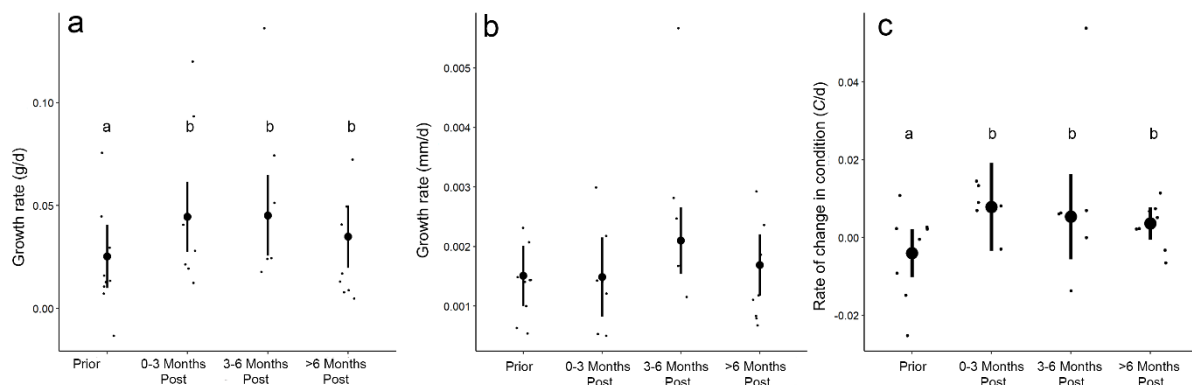 a
Growth rate (g/d)
0.10
0.05
0.00
a
b
b
b
Prior
0-3 Months
Post
3-6 Months
Post
>6 Months
Post
b
Growth rate (mm/d)
0.005
0.004
0.003
0.002
0.001
Prior
0-3 Months
Post
3-6 Months
Post
>6 Months
Post
c
Rate of change in condition (C/d)
0.04
0.02
0.00
-0.02
a
b
b
b
Prior
0-3 Months
Post
3-6 Months
Post
>6 Months
Post